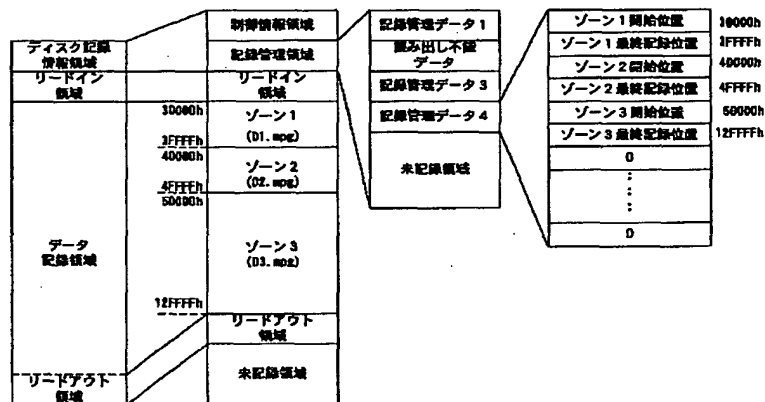 ディスク記録
情報領域
リードイン
領域
データ
記録領域
リードアウト
領域
制御情報領域
記録管理領域
リードイン
領域
30000h
ゾーン1
(D1.mpg)
3FFFFh
40000h
ゾーン2
(D2.mpg)
4FFFFh
50000h
ゾーン3
(D3.mpg)
12FFFFh
リードアウト
領域
未記録領域
記録管理データ1
読み出し不能
データ
記録管理データ3
記録管理データ4
未記録領域
ゾーン1開始位置
30000h
ゾーン1最終記録位置
3FFFFh
ゾーン2開始位置
40000h
ゾーン2最終記録位置
4FFFFh
ゾーン3開始位置
50000h
ゾーン3最終記録位置
12FFFFh
0
0